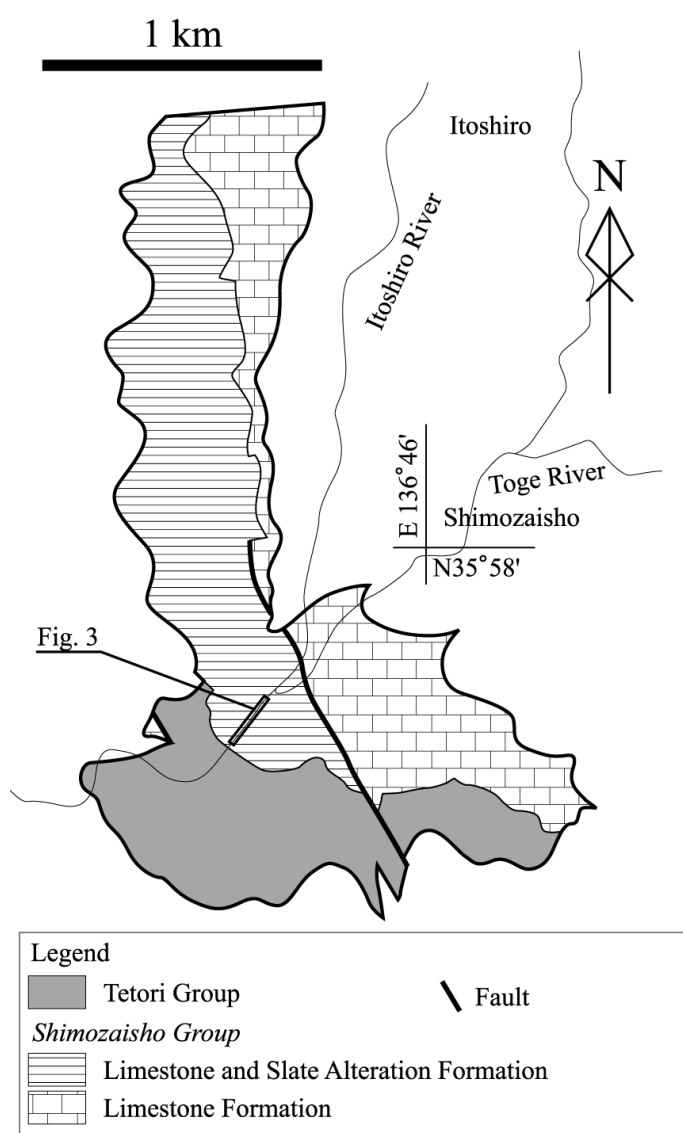 1 km
Itoshiro
N
Itoshiro River
E 136°46'
Toge River
Shimozaisho
N35°58'
Fig. 3
Legend
Tetori Group
Fault
Shimozaisho Group
Limestone and Slate Alteration Formation
Limestone Formation